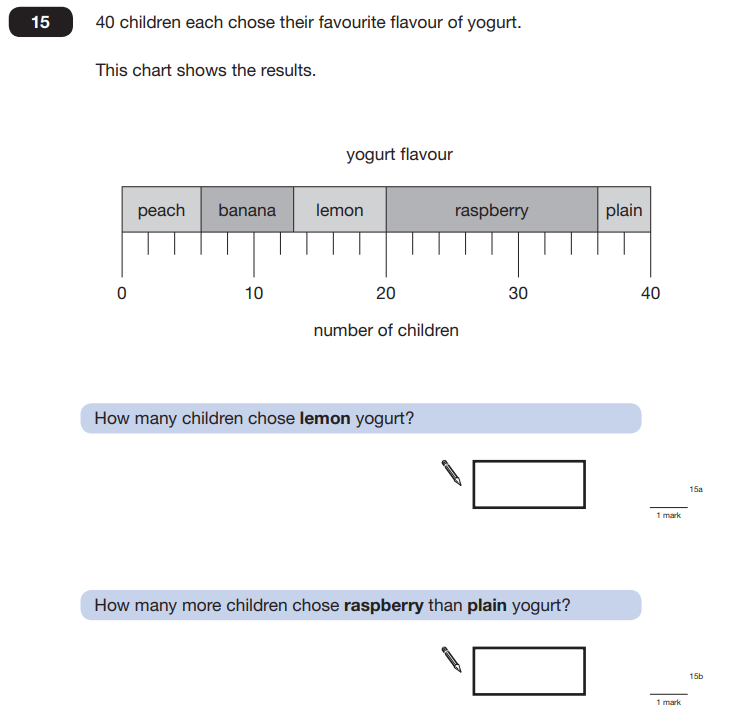 15 40 children each chose their favourite flavour of yogurt.
This chart shows the results.
yogurt flavour
peach banana lemon raspberry plain
0 10 20 30 40
number of children
How many children chose lemon yogurt?
15a
1 mark
How many more children chose raspberry than plain yogurt?
15b
1 mark